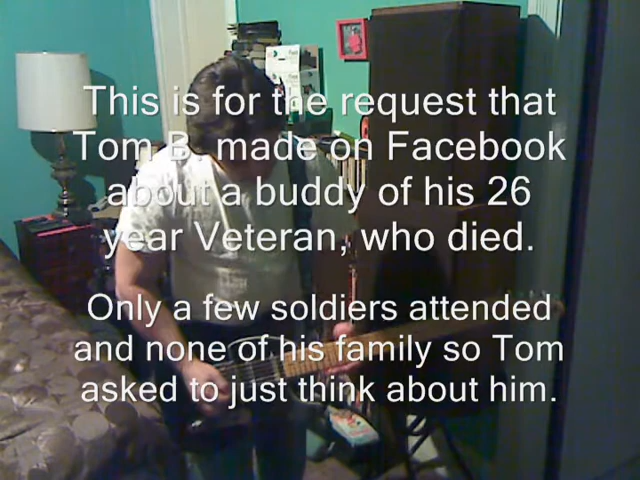 This is for the request that
Tom B. made on Facebook
about a buddy of his 26
year Veteran, who died.
Only a few soldiers attended
and none of his family so Tom
asked to just think about him.